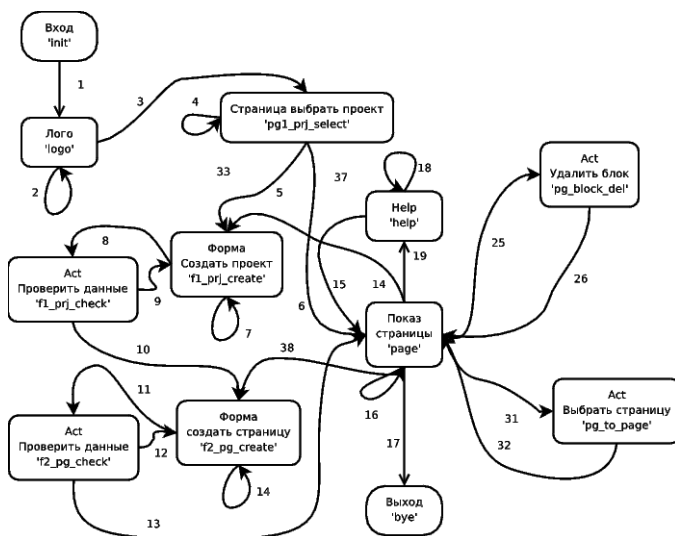 Вход
'init'
1
3
4
Страница выбрать проект
'pg1_prj_select'
Лого
'logo'
2
33
5
37
18
Help
'help'
Act
Удалить блок
'pg_block_del'
25
26
8
Форма
Создать проект
'f1_prj_create'
15
14
19
Act
Проверить данные
'f1_prj_check'
9
7
6
Показ
страницы
'page'
10
38
11
16
31
Act
Выбрать страницу
'pg_to_page'
Форма
создать страницу
'f2_pg_create'
Act
Проверить данные
'f2_pg_check'
12
17
32
14
13
Выход
'bye'